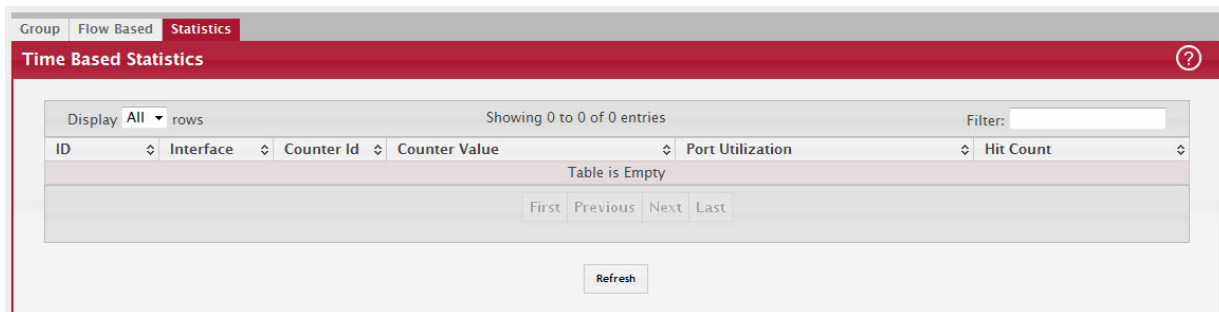 Group Flow Based Statistics
Time Based Statistics ?
Display All rows Showing 0 to 0 of 0 entries Filter:
ID Interface Counter Id Counter Value Port Utilization Hit Count
Table is Empty
First Previous Next Last
Refresh